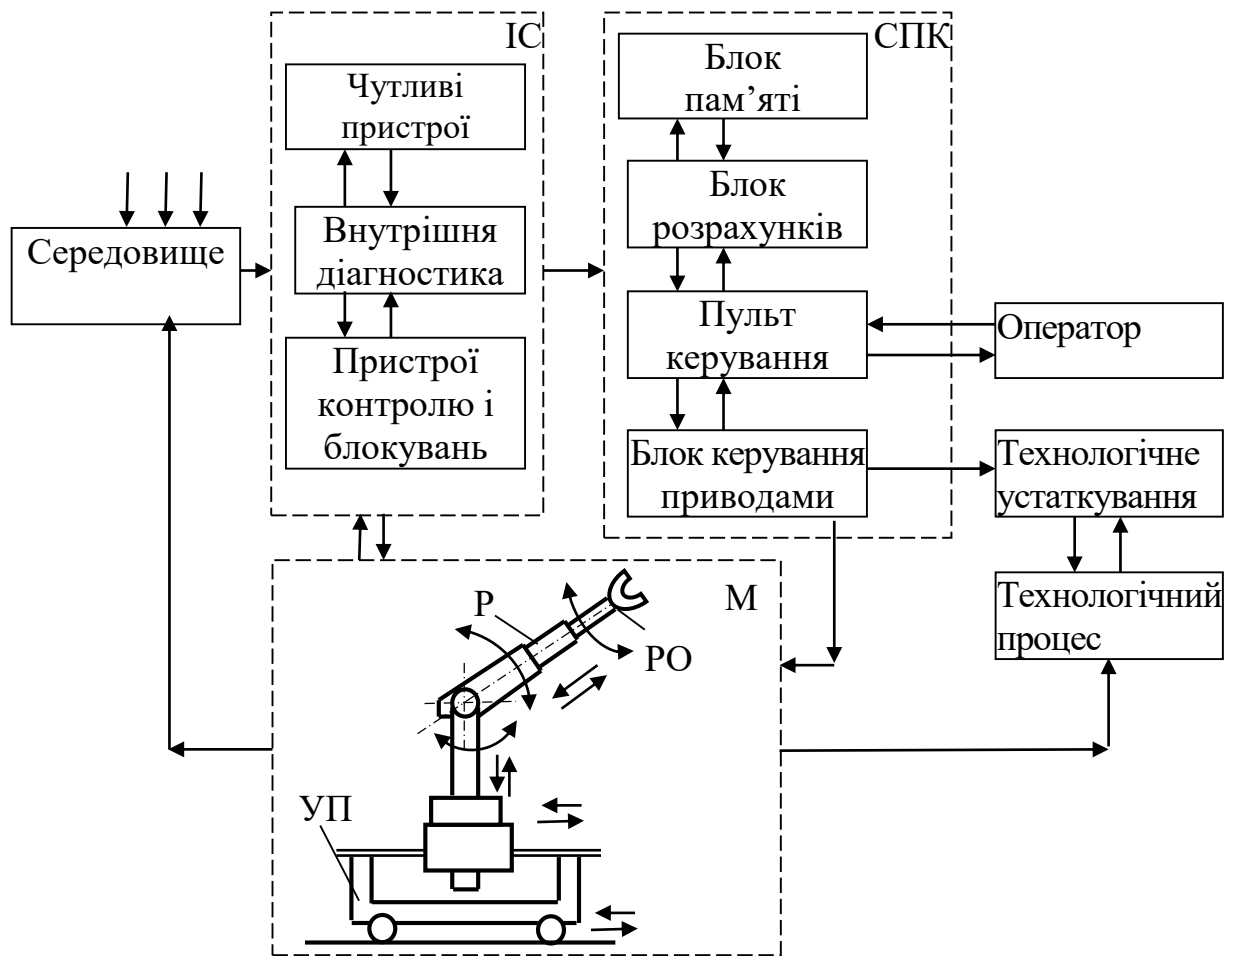 ІС
СПК
Чутливі
пристрої
Блок
пам’яті
Блок
розрахунків
Середовище
Внутрішня
діагностика
Пульт
керування
Оператор
Пристрої
контролю і
блокувань
Блок керування
приводами
Технологічне
устаткування
Технологічний
процес
Р
М
РО
УП